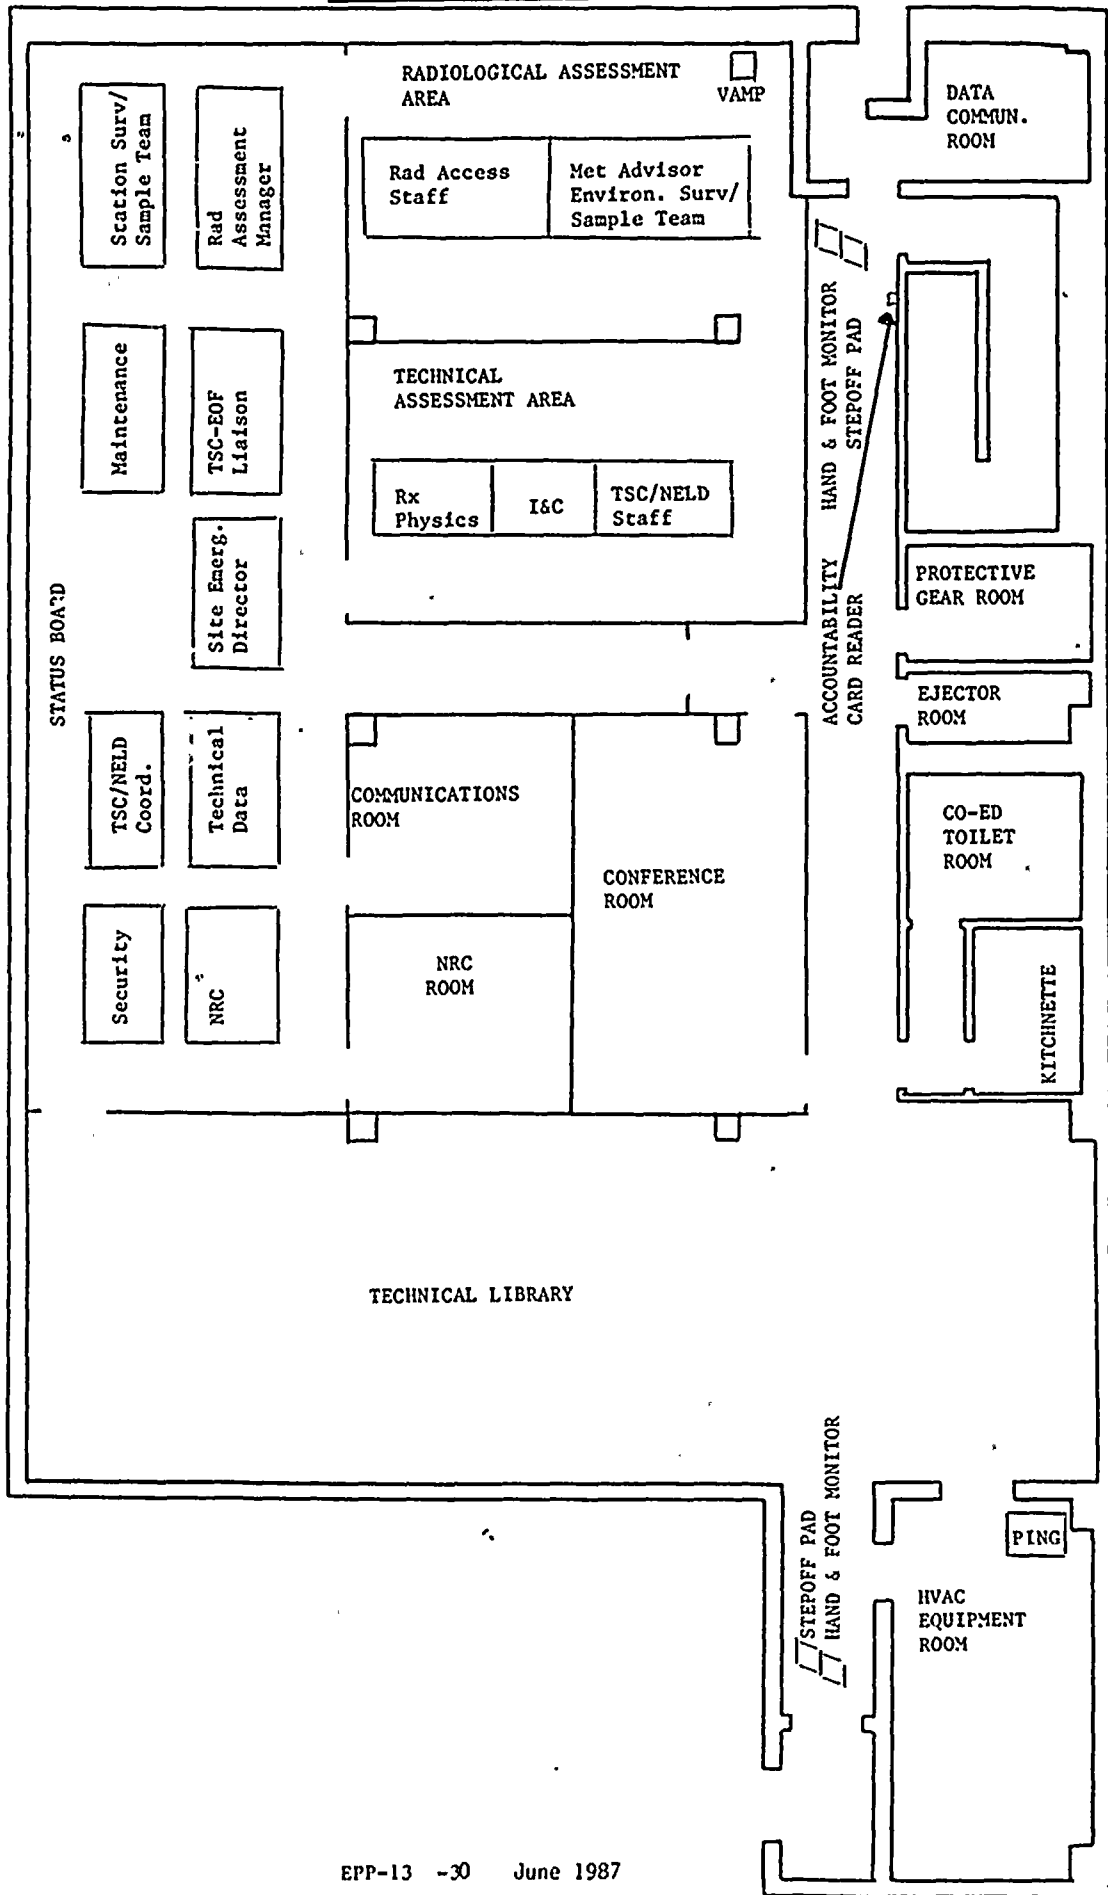 RADIOLOGICAL ASSESSMENT
AREA
VAMP
DATA
COMMUN.
ROOM
Station Surv/
Sample Team
Rad
Assessment
Manager
Rad Access
Staff
Met Advisor
Environ. Surv/
Sample Team
HAND & FOOT MONITOR
STEPOFF PAD
Maintenance
TSC-EOF
Liaison
TECHNICAL
ASSESSMENT AREA
Rx
Physics
I&C
TSC/NELD
Staff
STATUS BOARD
Site Emerg.
Director
ACCOUNTABILITY
CARD READER
PROTECTIVE
GEAR ROOM
EJECTOR
ROOM
TSC/NELD
Coord.
Technical
Data
COMMUNICATIONS
ROOM
CONFERENCE
ROOM
CO-ED
TOILET
ROOM
Security
NRC
NRC
ROOM
KITCHNETTE
TECHNICAL LIBRARY
STEPOFF PAD
HAND & FOOT MONITOR
PING
HVAC
EQUIPMENT
ROOM
EPP-13 -30 June 1987